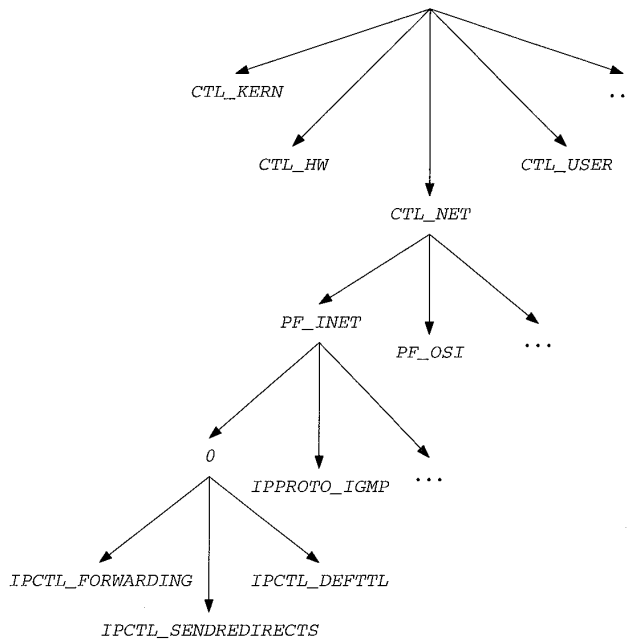 CTL_KERN
..
CTL_HW
CTL_USER
CTL_NET
PF_INET
PF_OSI
...
0
IPPROTO_IGMP
...
IPCTL_FORWARDING
IPCTL_DEFTTL
IPCTL_SENDREDIRECTS